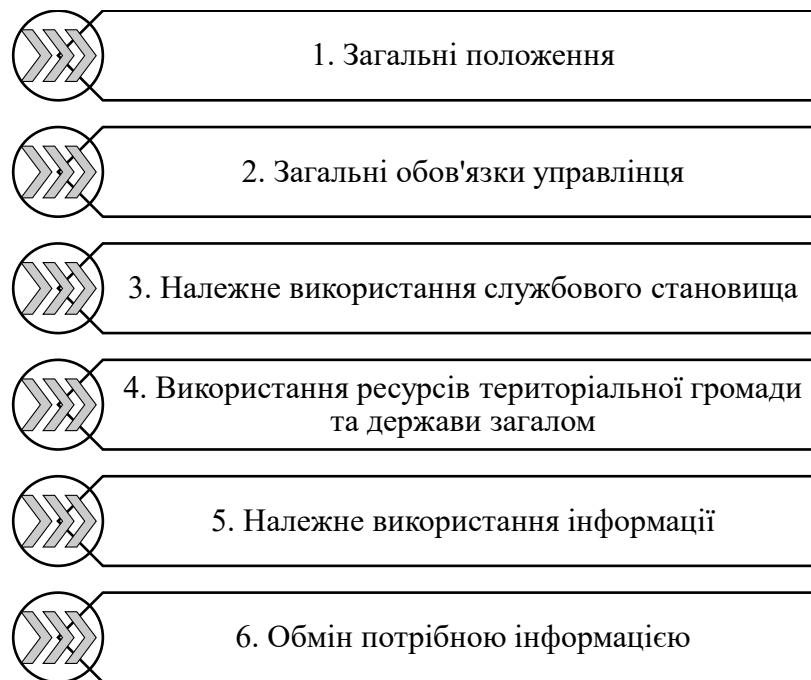 1. Загальні положення
2. Загальні обов'язки управлінця
3. Належне використання службового становища
4. Використання ресурсів територіальної громади
та держави загалом
5. Належне використання інформації
6. Обмін потрібною інформацією